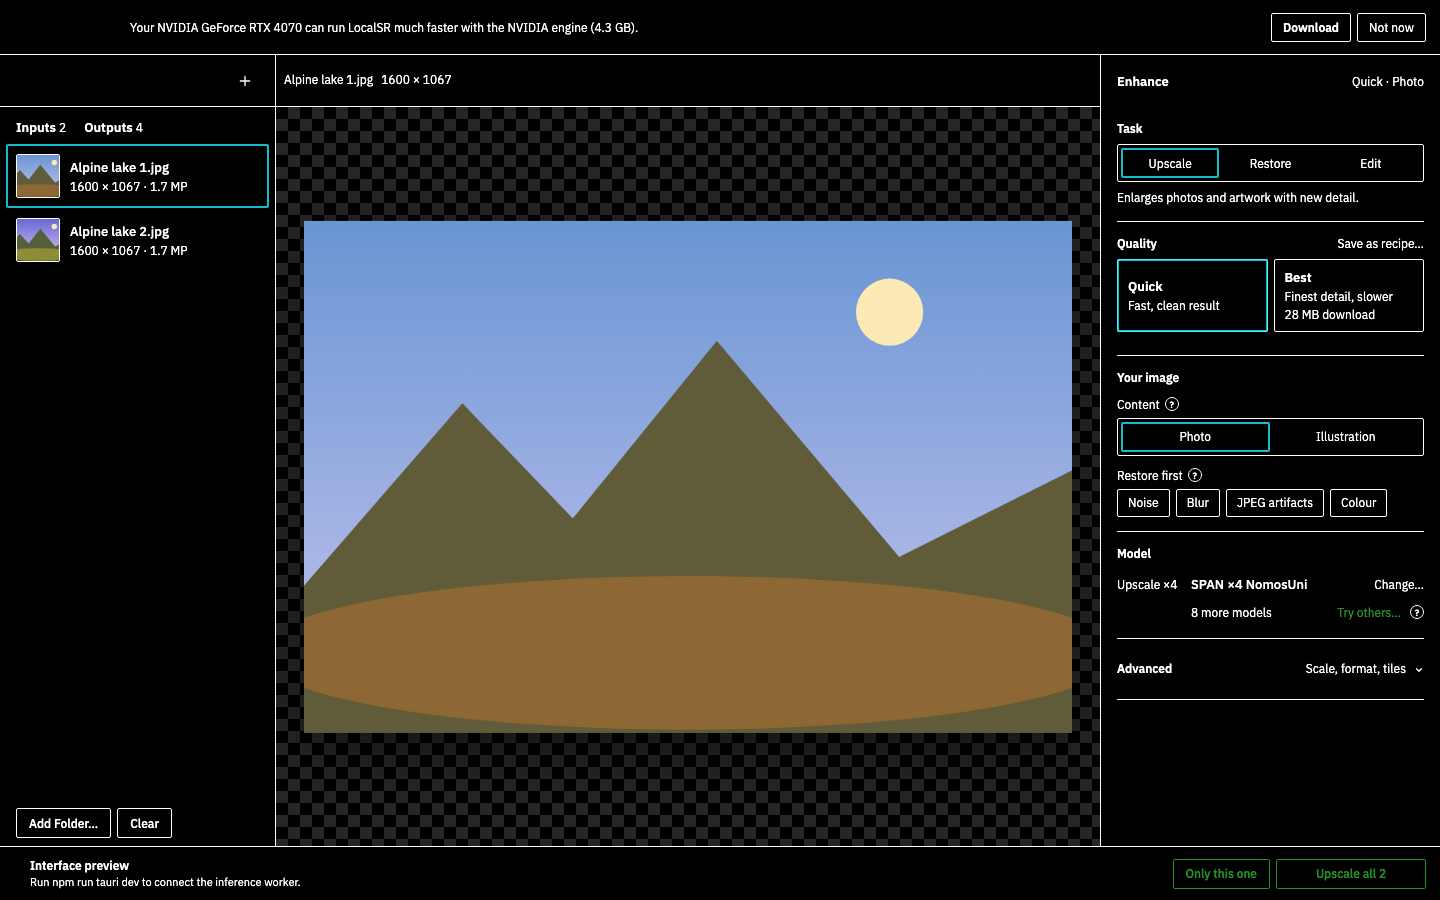 Your NVIDIA GeForce RTX 4070 can run LocalSR much faster with the NVIDIA engine (4.3 GB).
Download
Not now
+
Alpine lake 1.jpg 1600 × 1067
Enhance
Quick · Photo
Inputs 2
Outputs 4
Alpine lake 1.jpg
1600 × 1067 · 1.7 MP
Alpine lake 2.jpg
1600 × 1067 · 1.7 MP
Task
Upscale
Restore
Edit
Enlarges photos and artwork with new detail.
Quality
Save as recipe...
Quick
Fast, clean result
Best
Finest detail, slower
28 MB download
Your image
Content ?
Photo
Illustration
Restore first ?
Noise
Blur
JPEG artifacts
Colour
Model
Upscale ×4
SPAN ×4 NomosUni
Change...
8 more models
Try others... ?
Advanced
Scale, format, tiles
Add Folder...
Clear
Interface preview
Run npm run tauri dev to connect the inference worker.
Only this one
Upscale all 2